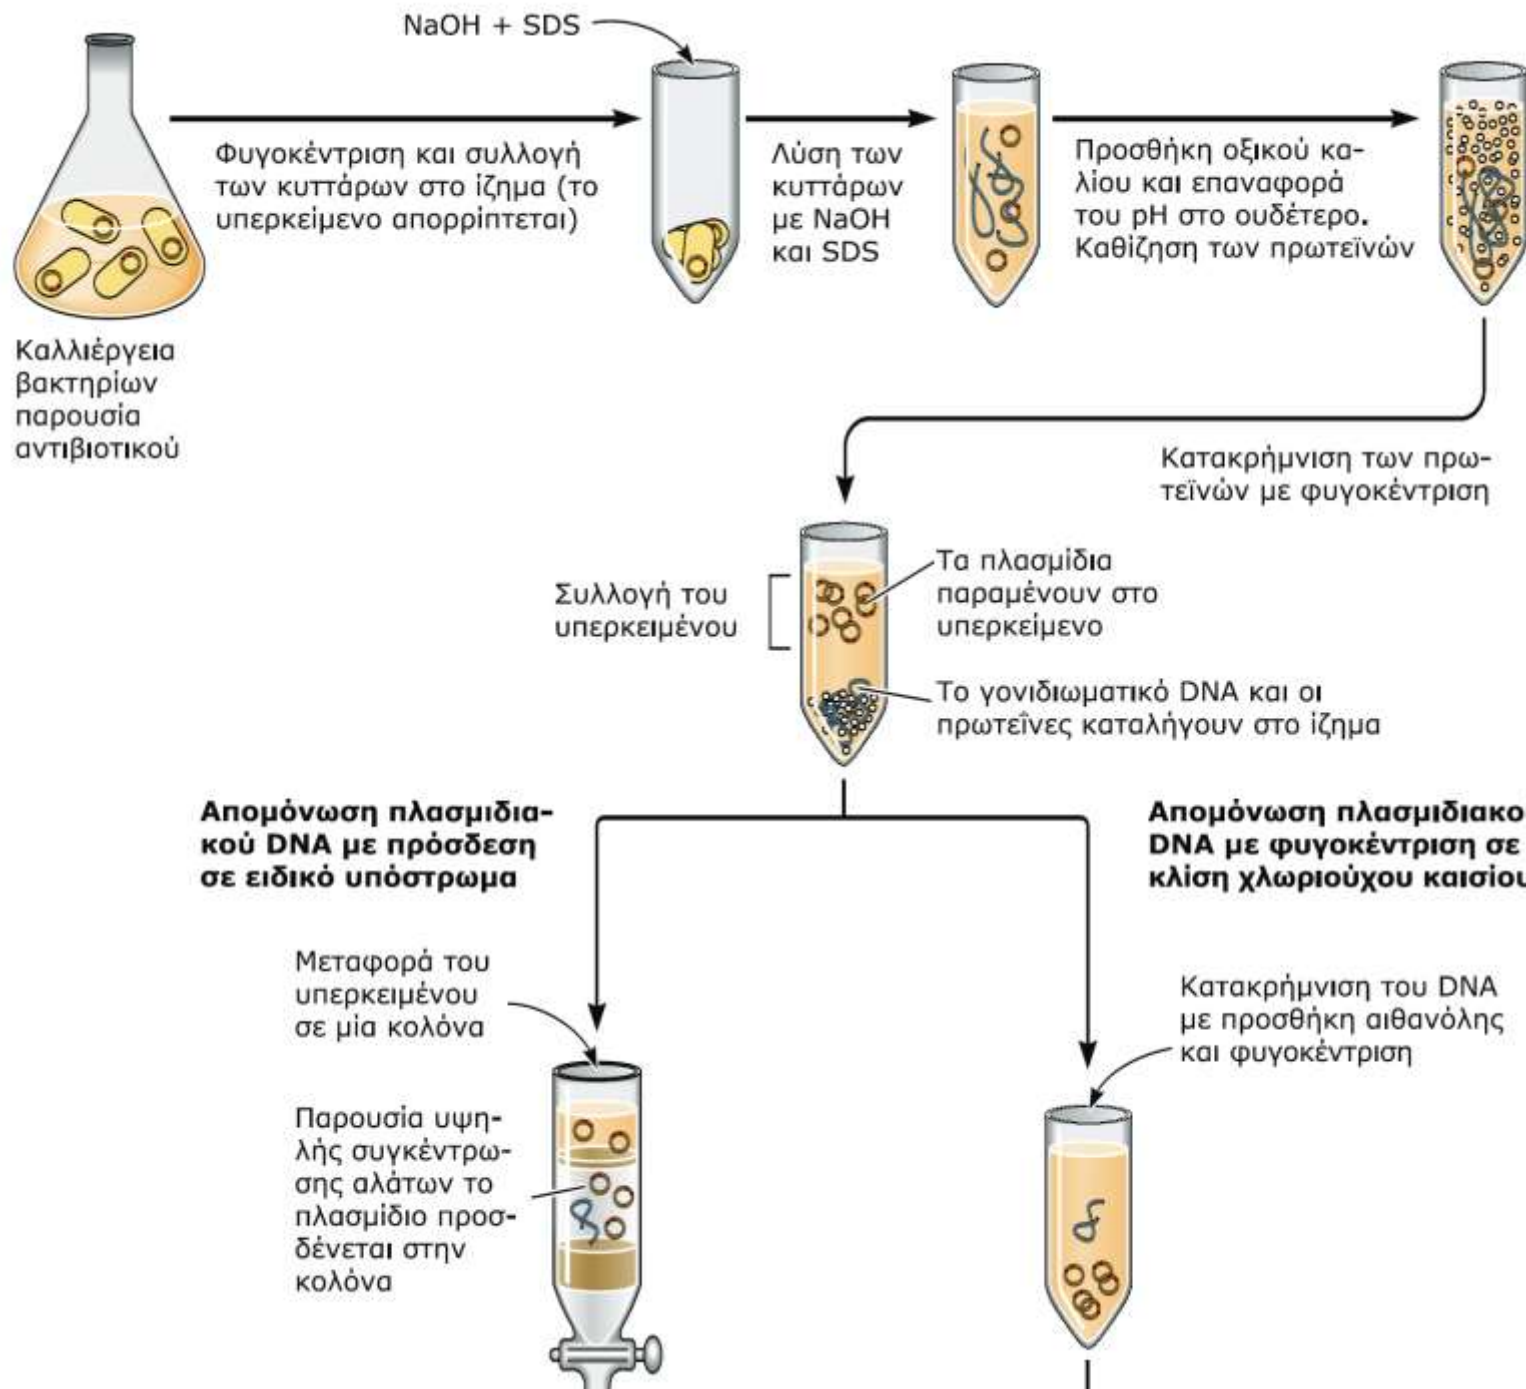 NaOH + SDS
Φυγοκέντριση και συλλογή
των κυττάρων στο ίζημα (το
υπερκείμενο απορρίπτεται)
Λύση των
κυττάρων
με NaOH
και SDS
Προσθήκη οξικού κα-
λίου και επαναφορά
του pH στο ουδέτερο.
Καθίζηση των πρωτεϊνών
Καλλιέργεια
βακτηρίων
παρουσία
αντιβιοτικού
Κατακρήμνιση των πρω-
τεϊνών με φυγοκέντριση
Συλλογή του
υπερκειμένου
Τα πλασμίδια
παραμένουν στο
υπερκείμενο
Το γονιδιωματικό DNA και οι
πρωτεΐνες καταλήγουν στο ίζημα
Απομόνωση πλασμιδια-
κού DNA με πρόσδεση
σε ειδικό υπόστρωμα
Απομόνωση πλασμιδιακο
DNA με φυγοκέντριση σε
κλίση χλωριούχου καισίου
Μεταφορά του
υπερκειμένου
σε μία κολόνα
Κατακρήμνιση του DNA
με προσθήκη αιθανόλης
και φυγοκέντριση
Παρουσία υψη-
λής συγκέντρω-
σης αλάτων το
πλασμίδιο προσ-
δένεται στην
κολόνα